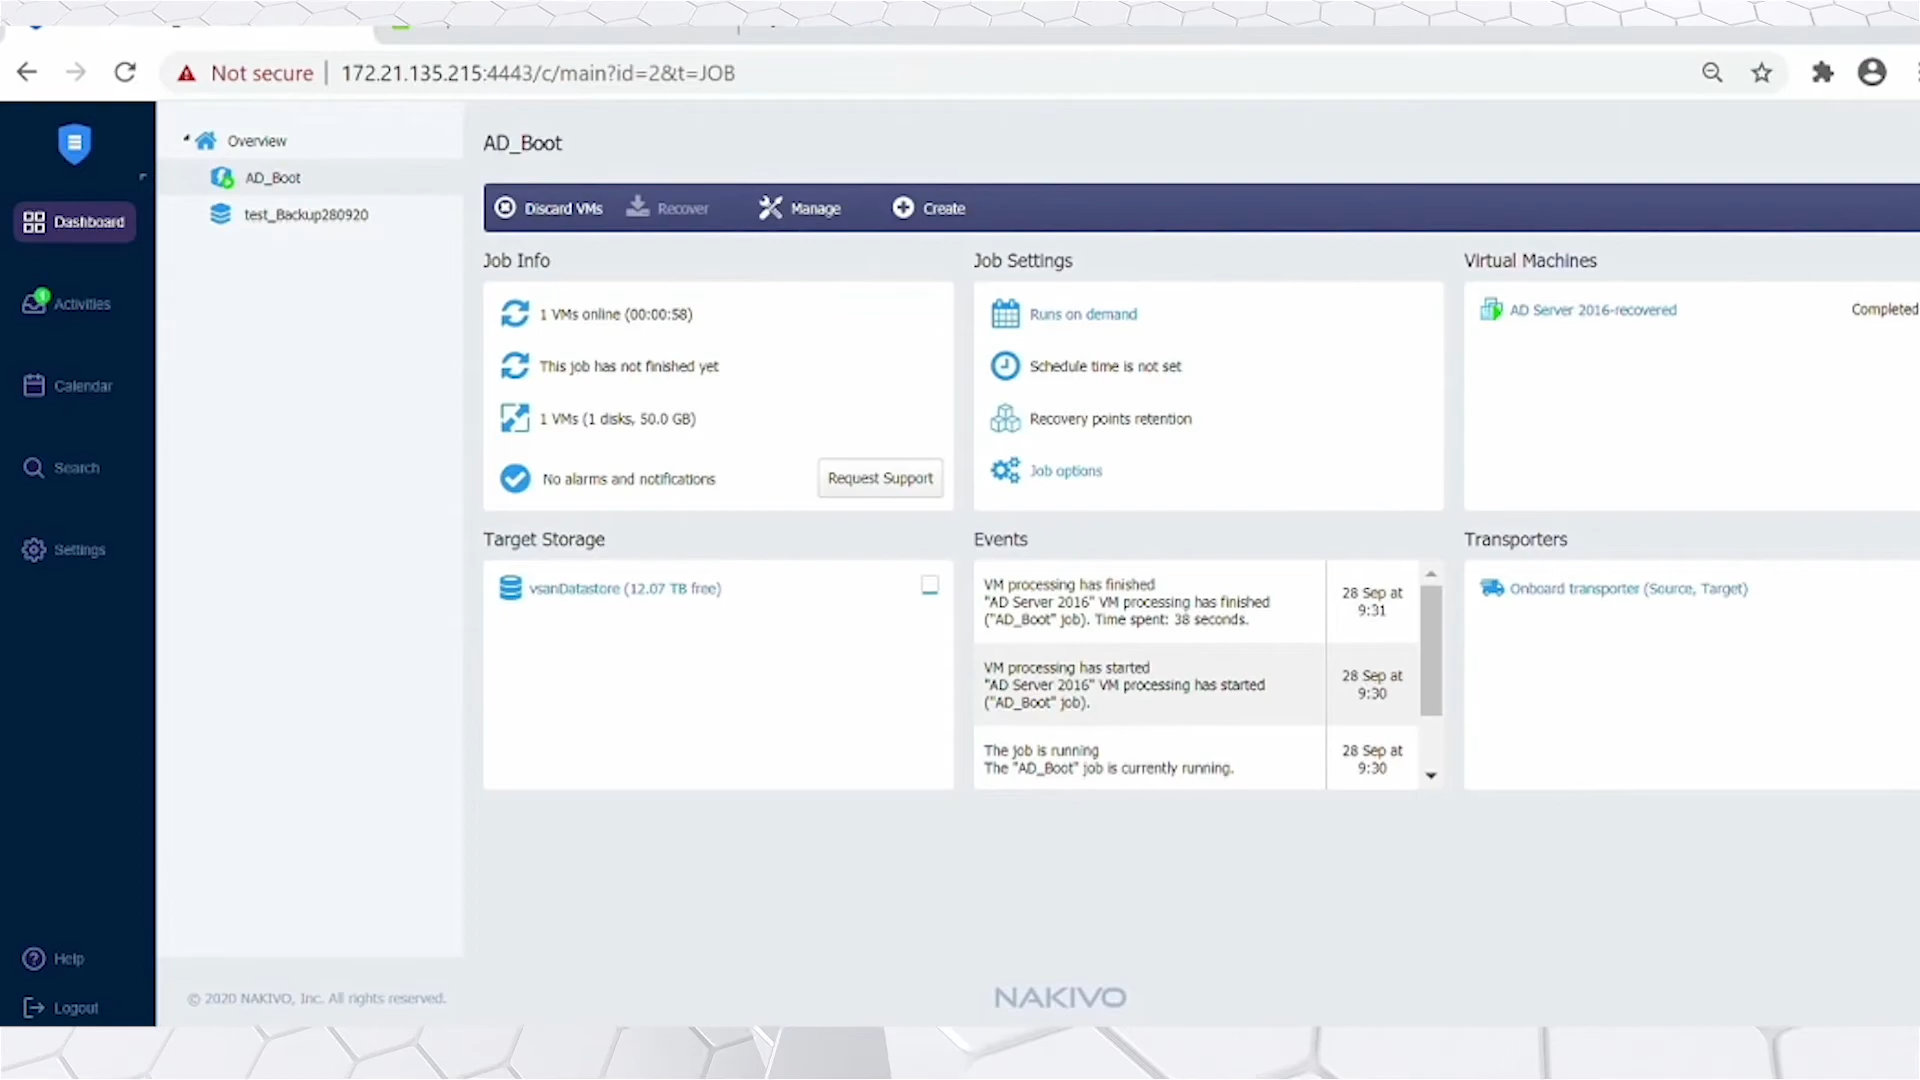 Not secure | 172.21.135.215:4443/c/main?id=2&t=JOB
Overview
AD_Boot
test_Backup280920
Dashboard
1
Activities
Calendar
Search
Settings
Help
Logout
AD_Boot
Discard VMs
Recover
Manage
Create
Job Info
1 VMs online (00:00:58)
This job has not finished yet
1 VMs (1 disks, 50.0 GB)
No alarms and notifications
Request Support
Job Settings
Runs on demand
Schedule time is not set
Recovery points retention
Job options
Virtual Machines
AD Server 2016-recovered
Completed
Target Storage
vsanDatastore (12.07 TB free)
Events
VM processing has finished
"AD Server 2016" VM processing has finished
("AD_Boot" job). Time spent: 38 seconds.
28 Sep at
9:31
VM processing has started
"AD Server 2016" VM processing has started
("AD_Boot" job).
28 Sep at
9:30
The job is running
The "AD_Boot" job is currently running.
28 Sep at
9:30
Transporters
Onboard transporter (Source, Target)
© 2020 NAKIVO, Inc. All rights reserved.
NAKIVO